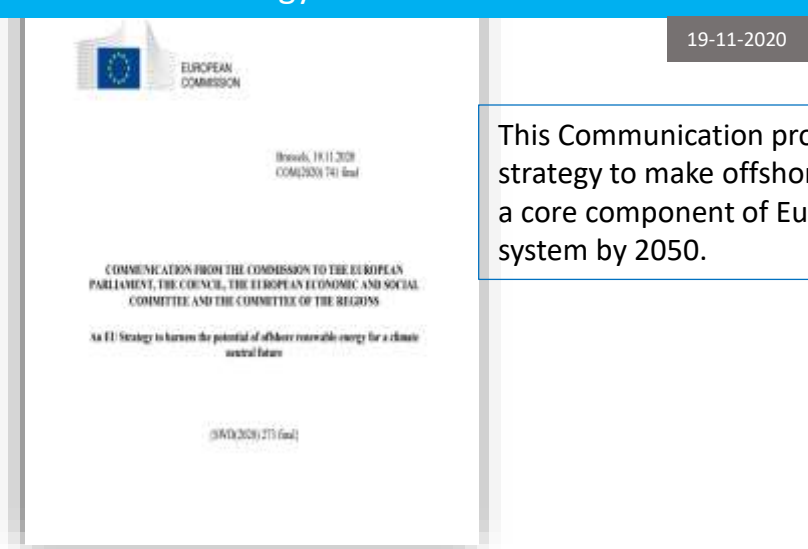 19-11-2020
EUROPEAN
COMMISSION
Brussels, 19.11.2020
COM(2020) 741 final
COMMUNICATION FROM THE COMMISSION TO THE EUROPEAN
PARLIAMENT, THE COUNCIL, THE EUROPEAN ECONOMIC AND SOCIAL
COMMITTEE AND THE COMMITTEE OF THE REGIONS
An EU Strategy to harness the potential of offshore renewable energy for a climate
neutral future
{SWD(2020) 273 final}
This Communication pro
strategy to make offshor
a core component of Eu
system by 2050.